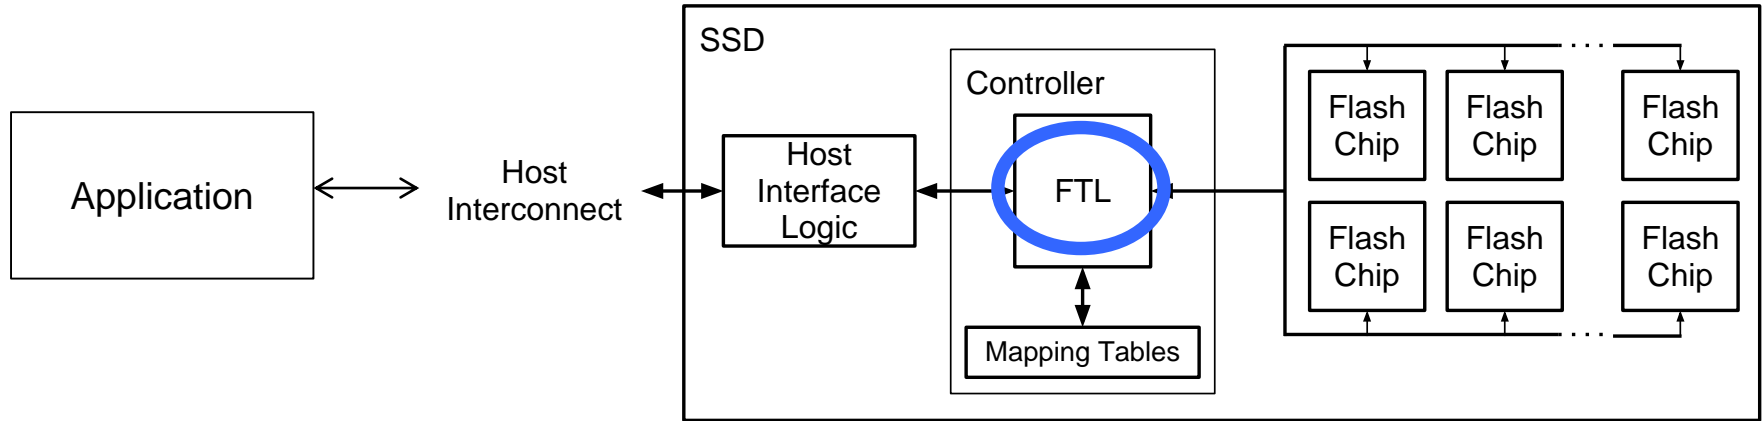 SSD
Controller
Application
Host
Interconnect
Host
Interface
Logic
FTL
Mapping Tables
Flash
Chip
Flash
Chip
Flash
Chip
Flash
Chip
Flash
Chip
Flash
Chip